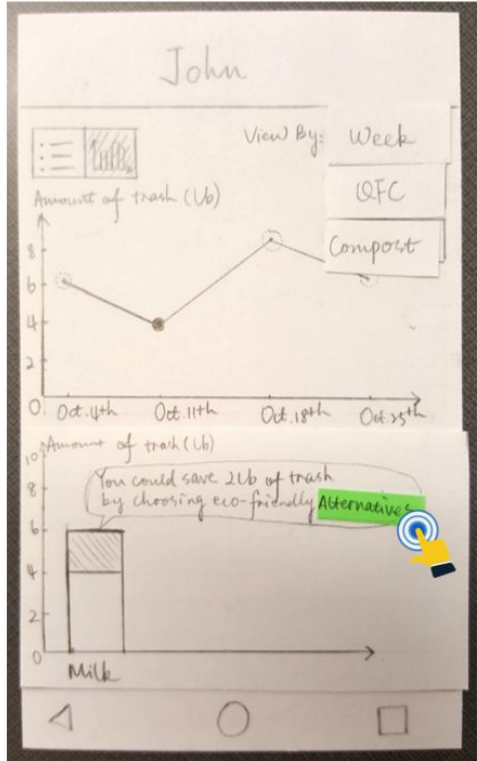 John
View By: Week
QFC
Compost
Amount of trash (Lb)
8
6
4
2
0 Oct.4th Oct.11th Oct.18th Oct.25th
Amount of trash (Lb)
10
You could save 2Lb of trash
8
by choosing eco-friendly Alternatives
6
4
2
0
Milk